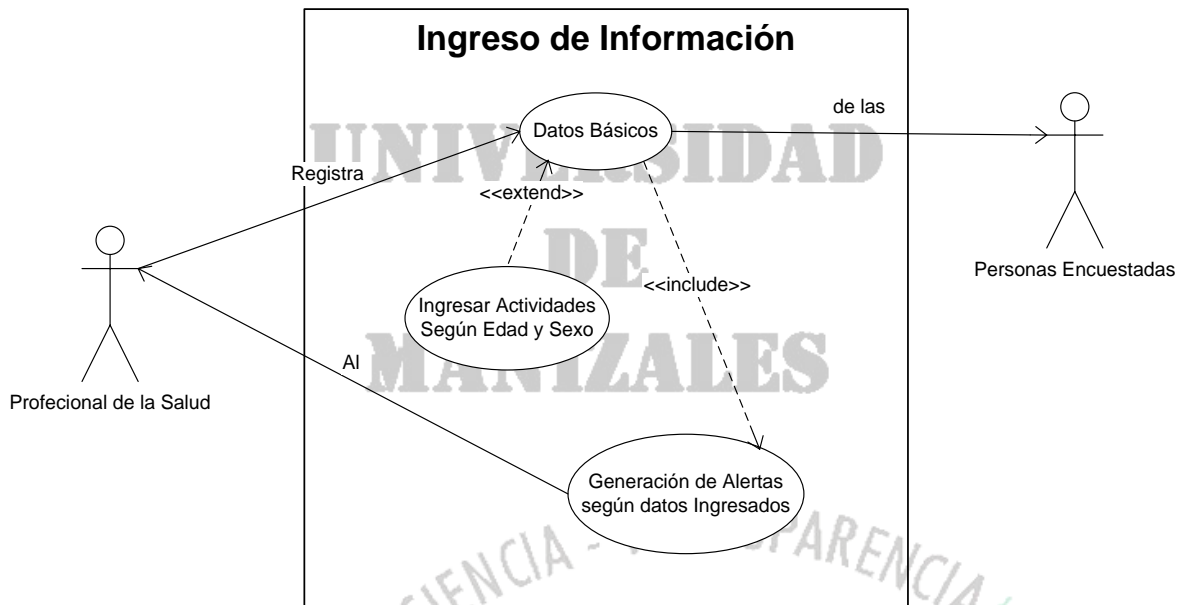 Ingreso de Información
de las
Datos Básicos
UNIVERSIDAD
Registra
<<extend>>
DE
Personas Encuestadas
<<include>>
Ingresar Actividades
Según Edad y Sexo
Al
MANIZALES
Profecional de la Salud
Generación de Alertas
según datos Ingresados